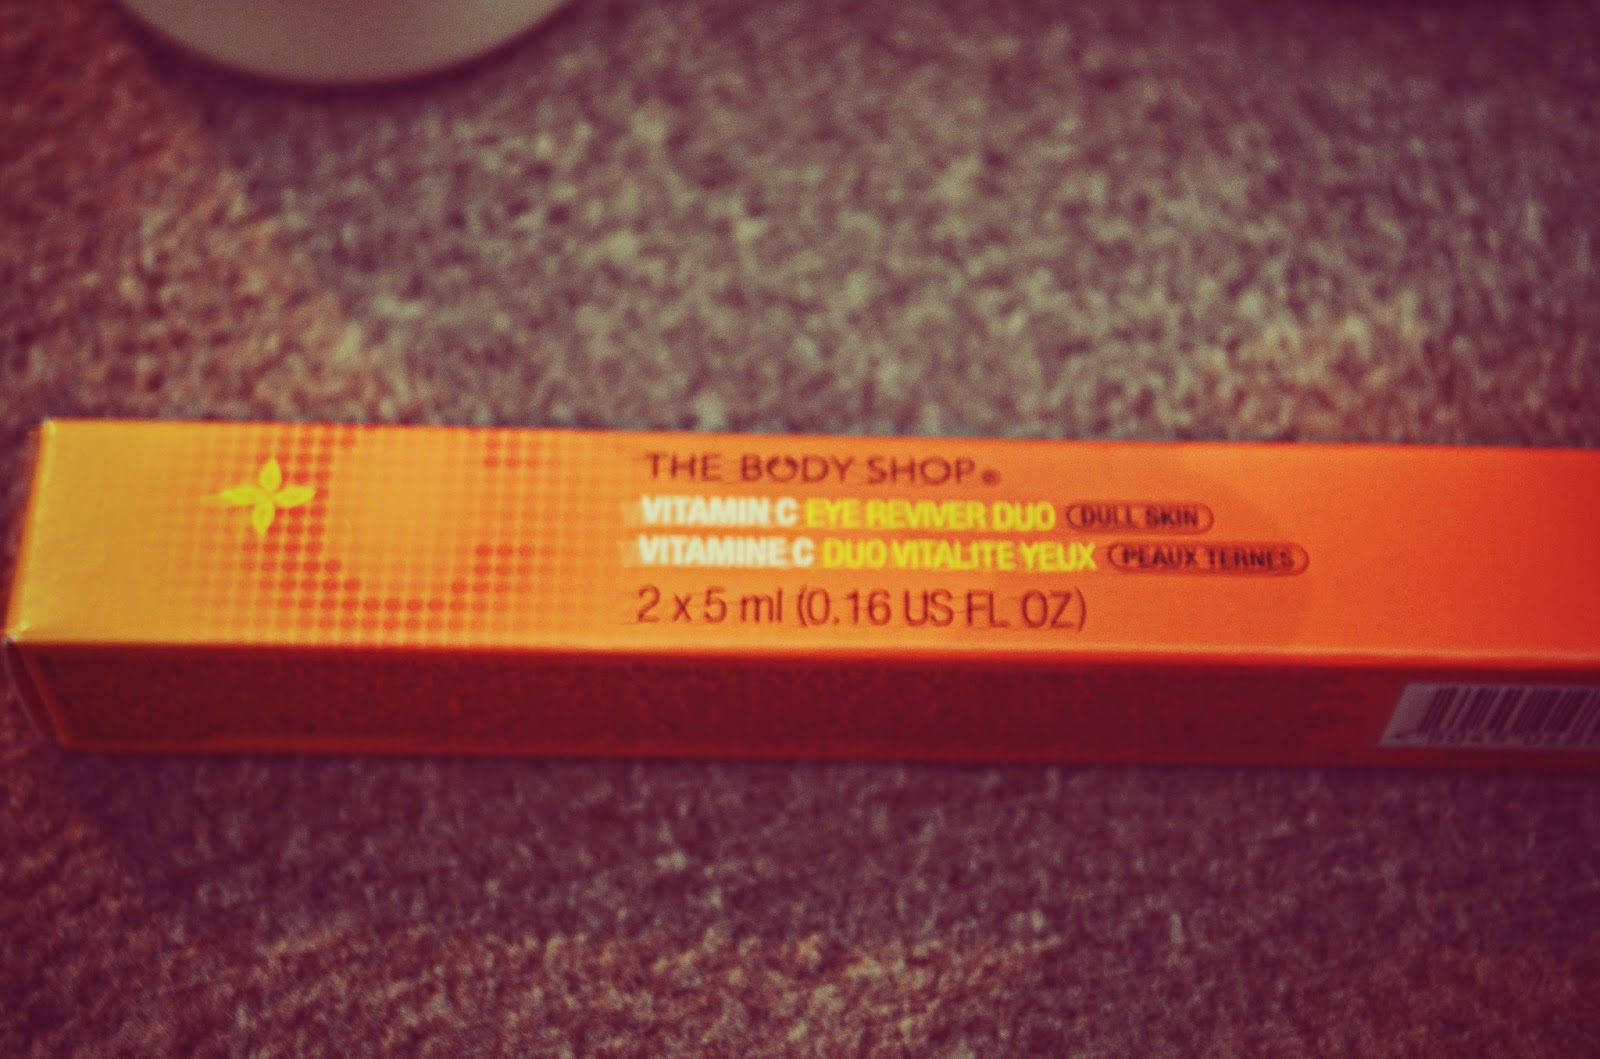 THE BODY SHOP®
VITAMIN C EYE REVIVER DUO DULL SKIN
VITAMINE C DUO VITALITE YEUX PEAUX TERNES
2 x 5 ml (0.16 US FL OZ)